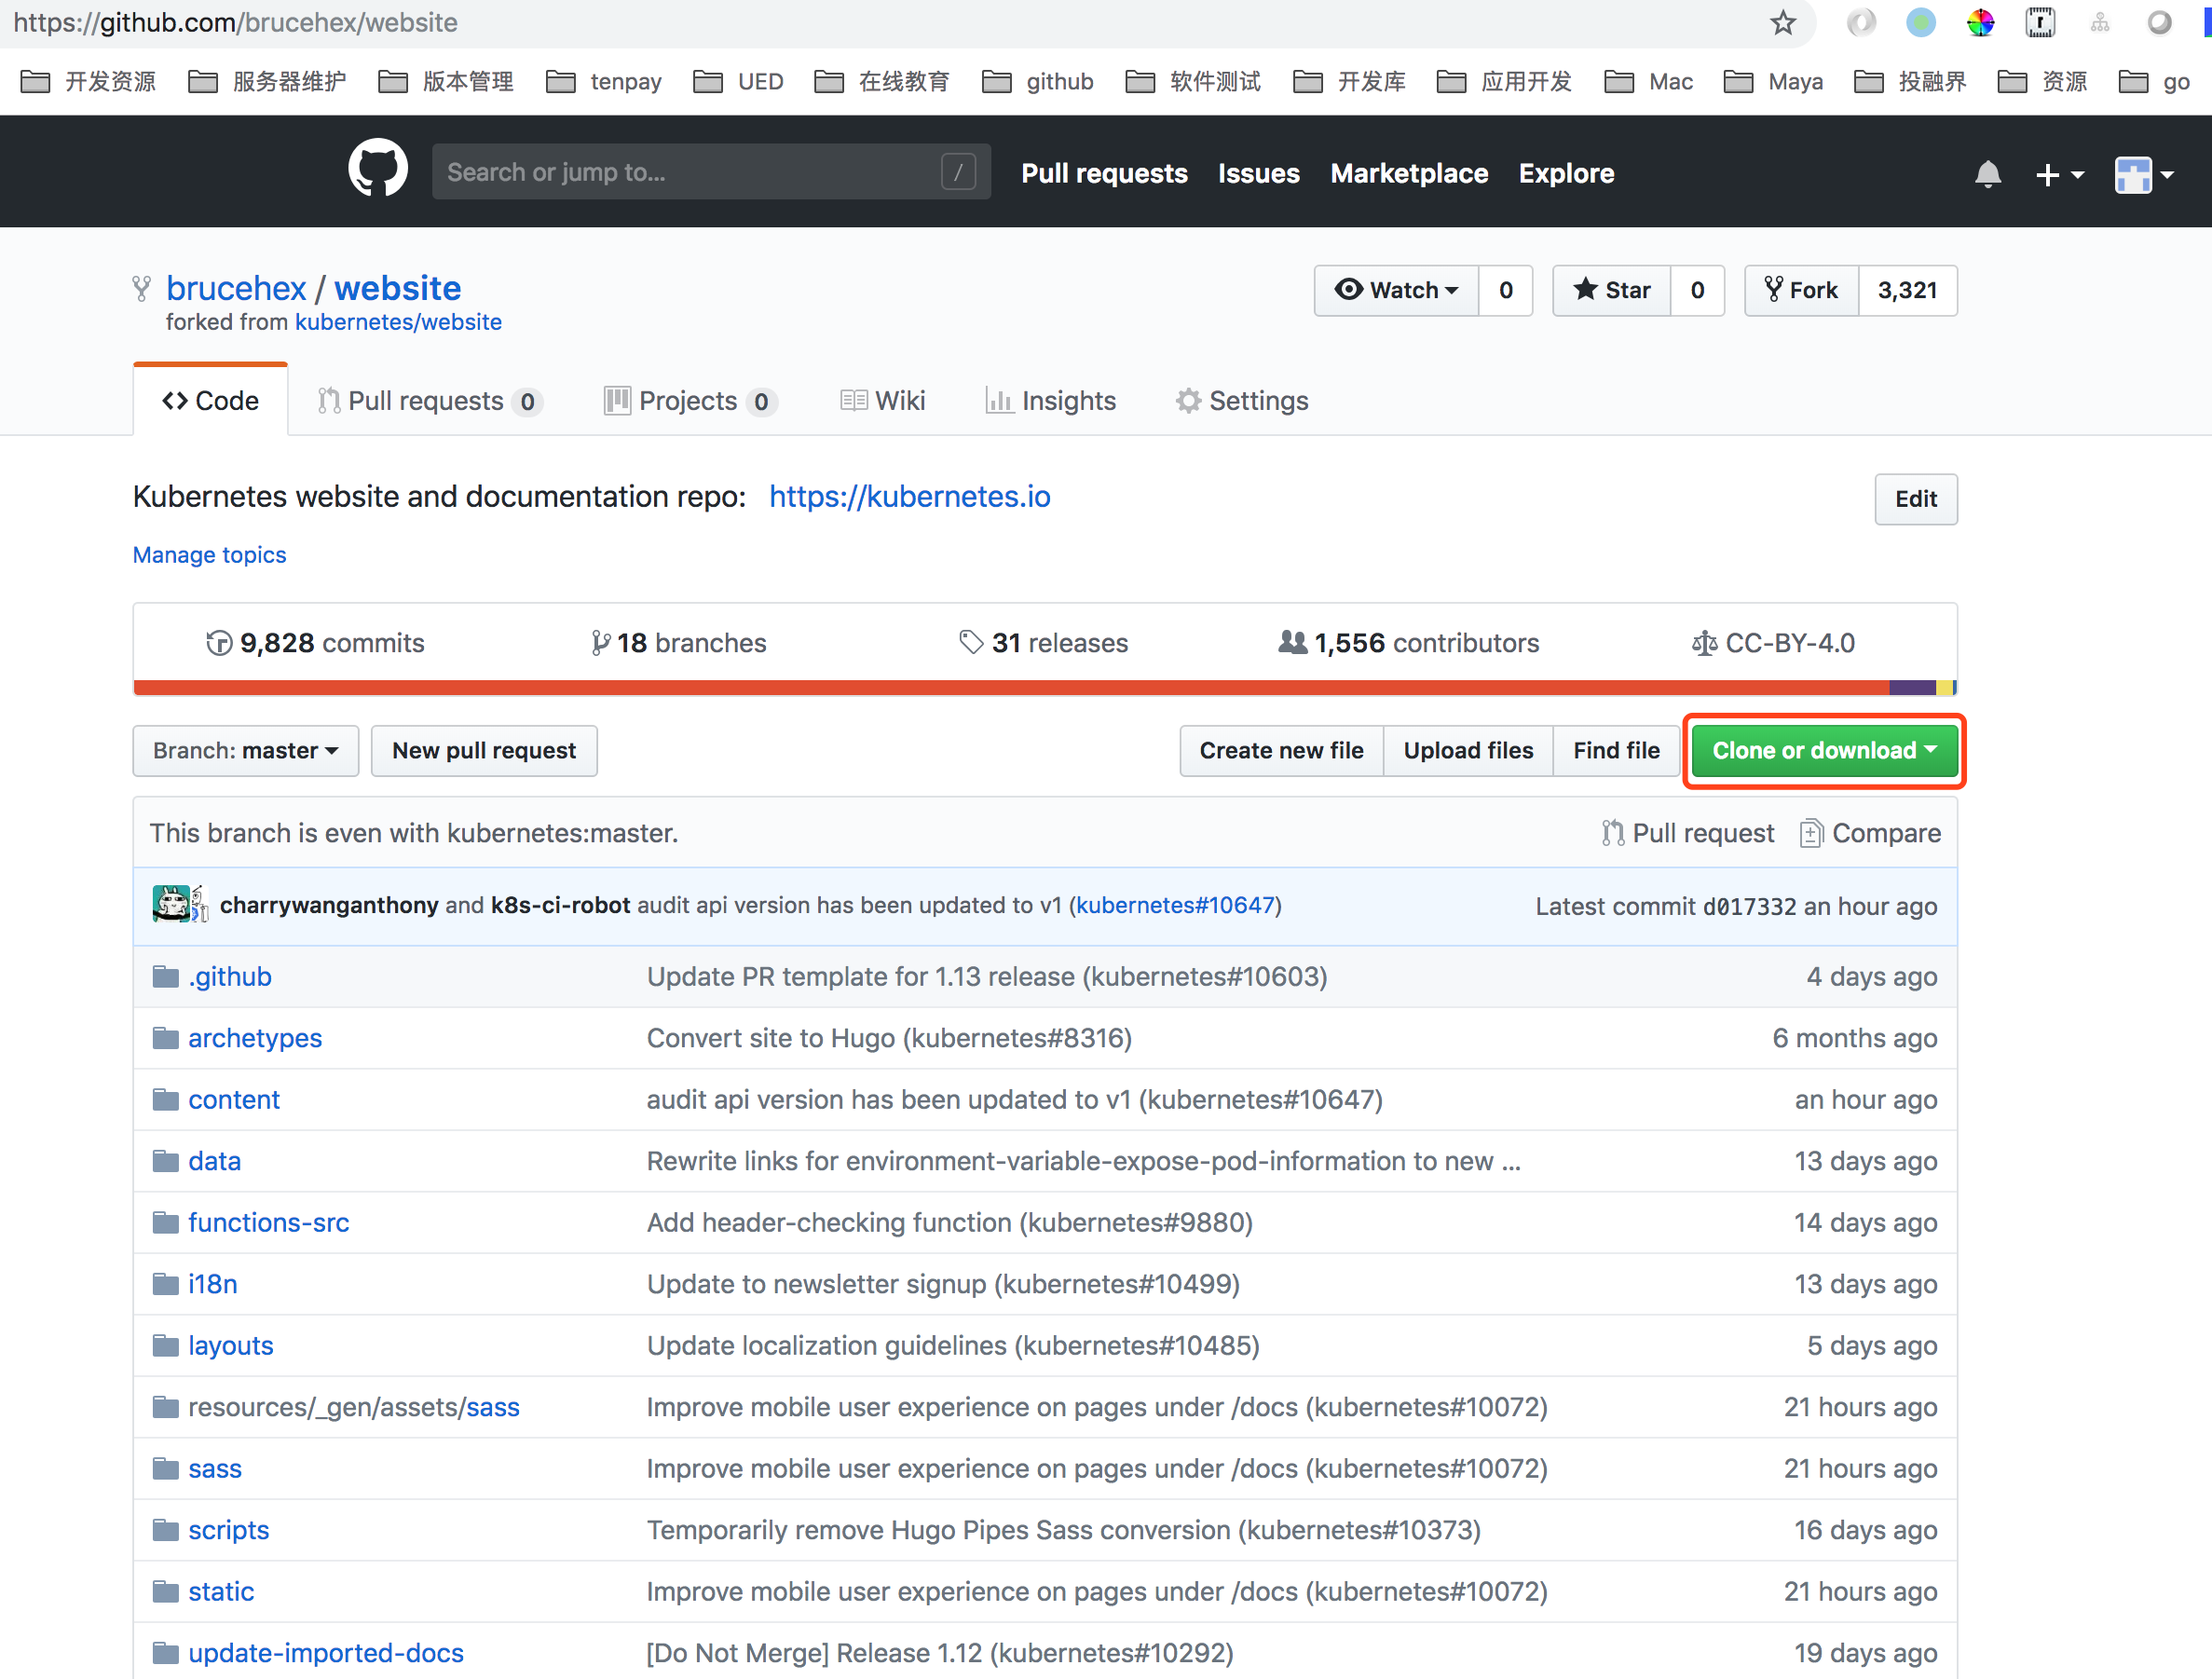 https://github.com/brucehex/website
开发资源 服务器维护 版本管理 tenpay UED 在线教育 github 软件测试 开发库 应用开发 Mac Maya 投融界 资源 go
Search or jump to... / Pull requests Issues Marketplace Explore
brucehex / website Watch 0 Star 0 Fork 3,321
forked from kubernetes/website
Code Pull requests 0 Projects 0 Wiki Insights Settings
Kubernetes website and documentation repo: https://kubernetes.io Edit
Manage topics
9,828 commits 18 branches 31 releases 1,556 contributors CC-BY-4.0
Branch: master New pull request Create new file Upload files Find file Clone or download
This branch is even with kubernetes:master. Pull request Compare
charrywanganthony and k8s-ci-robot audit api version has been updated to v1 (kubernetes#10647) Latest commit d017332 an hour ago
.github Update PR template for 1.13 release (kubernetes#10603) 4 days ago
archetypes Convert site to Hugo (kubernetes#8316) 6 months ago
content audit api version has been updated to v1 (kubernetes#10647) an hour ago
data Rewrite links for environment-variable-expose-pod-information to new ... 13 days ago
functions-src Add header-checking function (kubernetes#9880) 14 days ago
i18n Update to newsletter signup (kubernetes#10499) 13 days ago
layouts Update localization guidelines (kubernetes#10485) 5 days ago
resources/_gen/assets/sass Improve mobile user experience on pages under /docs (kubernetes#10072) 21 hours ago
sass Improve mobile user experience on pages under /docs (kubernetes#10072) 21 hours ago
scripts Temporarily remove Hugo Pipes Sass conversion (kubernetes#10373) 16 days ago
static Improve mobile user experience on pages under /docs (kubernetes#10072) 21 hours ago
update-imported-docs [Do Not Merge] Release 1.12 (kubernetes#10292) 19 days ago